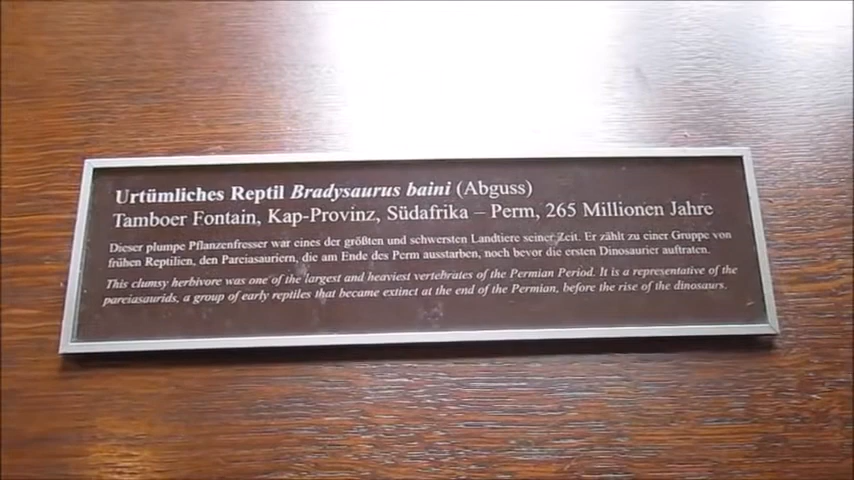 Urtümliches Reptil Bradysaurus baini (Abguss)
Tamboer Fontain, Kap-Provinz, Südafrika – Perm, 265 Millionen Jahre
Dieser plumpe Pflanzenfresser war eines der größten und schwersten Landtiere seiner Zeit. Er zählt zu einer Gruppe von
frühen Reptilien, den Pareiasauriern, die am Ende des Perm ausstarben, noch bevor die ersten Dinosaurier auftraten.
This clumsy herbivore was one of the largest and heaviest vertebrates of the Permian Period. It is a representative of the
pareiasaurids, a group of early reptiles that became extinct at the end of the Permian, before the rise of the dinosaurs.